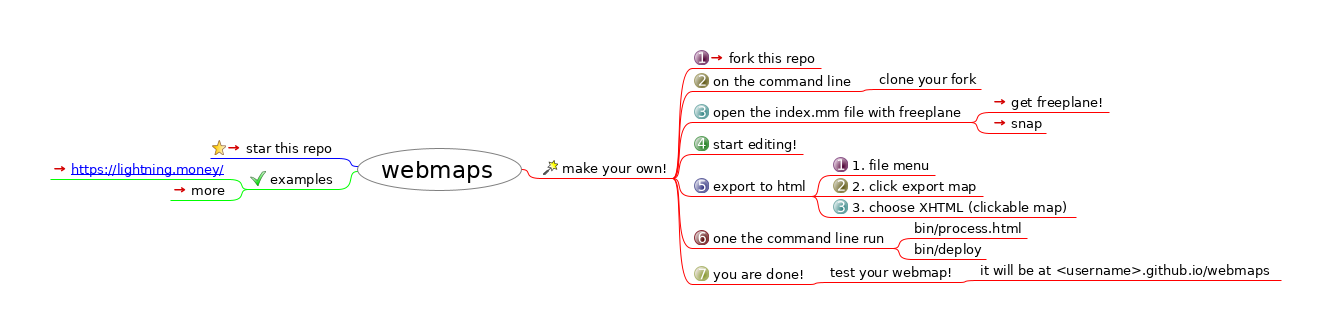 1 fork this repo
2 on the command line
clone your fork
3 open the index.mm file with freeplane
get freeplane!
snap
4 start editing!
star this repo
https://lightning.money/
examples
more
webmaps
make your own!
5 export to html
1 1. file menu
2 2. click export map
3 3. choose XHTML (clickable map)
6 one the command line run
bin/process.html
bin/deploy
7 you are done!
test your webmap!
it will be at <username>.github.io/webmaps